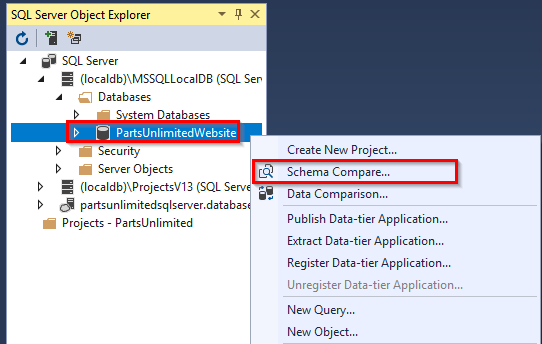 SQL Server Object Explorer
SQL Server
(localdb)\MSSQLLocalDB (SQL Serv
Databases
System Databases
PartsUnlimitedWebsite
Security
Server Objects
(localdb)\ProjectsV13 (SQL Server
partsunlimitedsqlserver.database
Projects - PartsUnlimited
Create New Project...
Schema Compare...
Data Comparison...
Publish Data-tier Application...
Extract Data-tier Application...
Register Data-tier Application...
Unregister Data-tier Application...
New Query...
New Object...